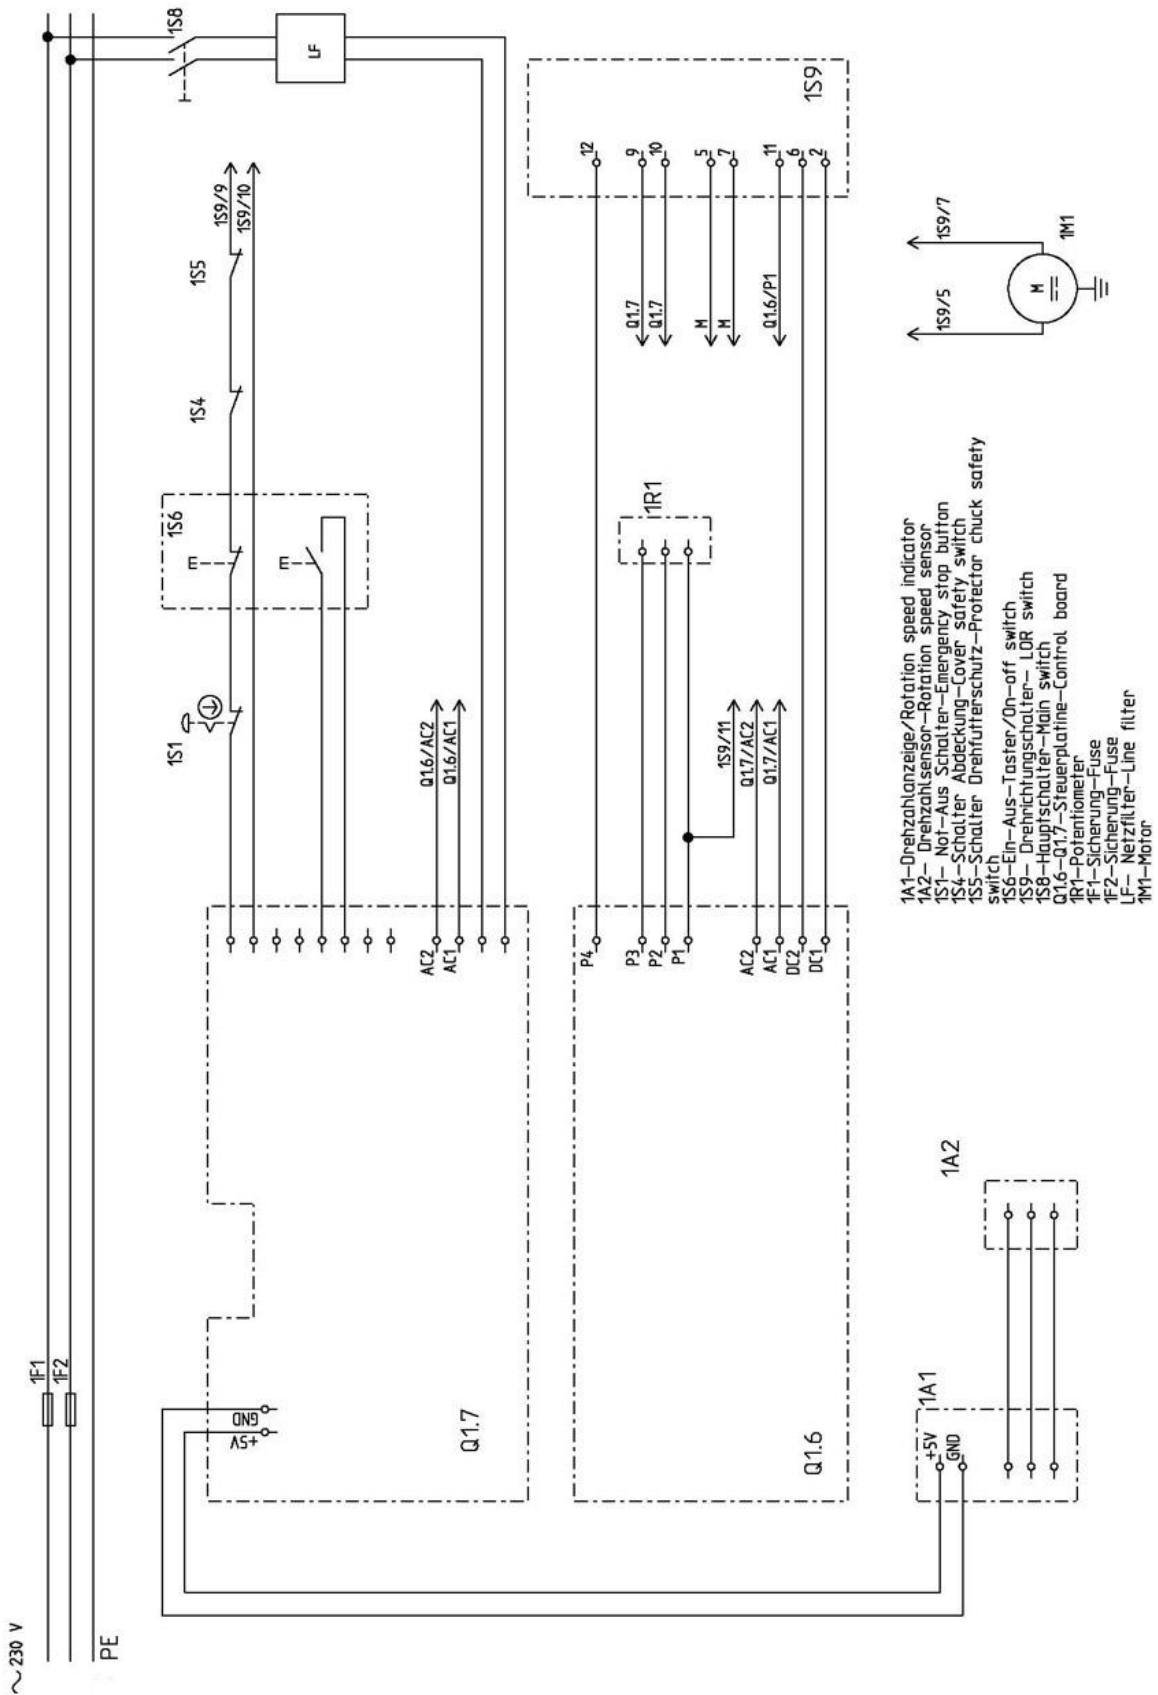 ~230 V
PE
1F1
1F2
1S8
LF
1S1
1S6
E
E
1S4
1S5
1S9/9
1S9/10
GND
+5V
Q1.7
AC2
AC1
Q1.6/AC2
Q1.6/AC1
Q1.6
P4
P3
P2
P1
AC2
AC1
DC2
DC1
1S9/11
Q1.7/AC2
Q1.7/AC1
1R1
Q1.7
Q1.7
M
M
Q1.6/P1
12
9
10
5
7
11
6
2
1S9
1A1
+5V
GND
1A2
1S9/5
1S9/7
M
1M1
1A1-Drehzahlanzeige/Rotation speed indicator
1A2- Drehzahlsensor-Rotation speed sensor
1S1- Not-Aus Schalter-Emergency stop button
1S4-Schalter Abdeckung-Cover safety switch
1S5-Schalter Drehfutterschutz-Protector chuck safety
switch
1S6-Ein-Aus-Taster/On-off switch
1S9- Drehrichtungschalter- LOR switch
1S8-Hauptschalter-Main switch
Q1.6-Q1.7-Steuerplatine-Control board
1R1-Potentiometer
1F1-Sicherung-Fuse
1F2-Sicherung-Fuse
LF- Netzfilter-Line filter
1M1-Motor